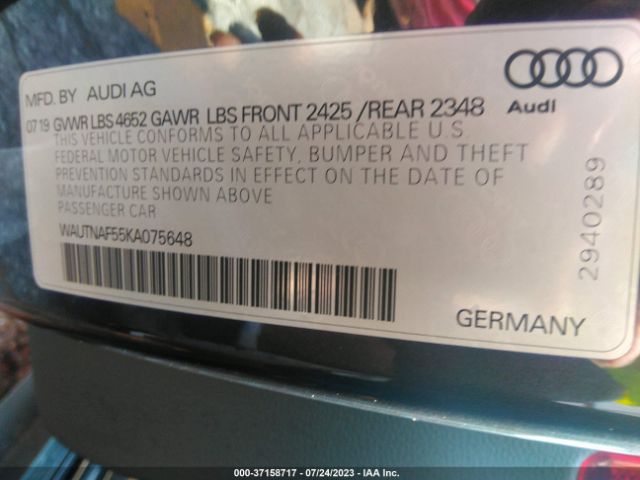 MFD. BY AUDI AG
07 19 GVWR LBS 4652 GAWR LBS FRONT 2425 / REAR 2348
THIS VEHICLE CONFORMS TO ALL APPLICABLE U.S.
FEDERAL MOTOR VEHICLE SAFETY, BUMPER AND THEFT
PREVENTION STANDARDS IN EFFECT ON THE DATE OF
MANUFACTURE SHOWN ABOVE
PASSENGER CAR
WAUTNAF55KA075648
Audi
2940289
GERMANY
000-37158717 - 07/24/2023 - IAA Inc.